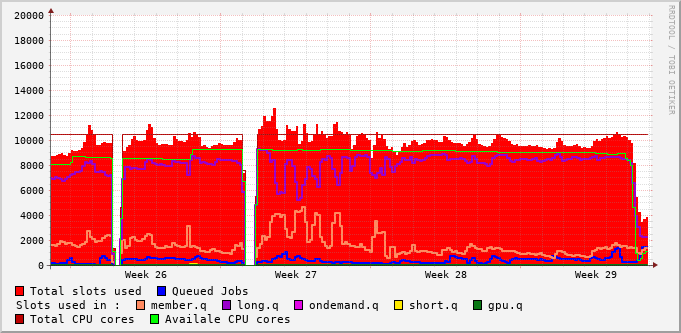 20000
18000
16000
14000
12000
10000
8000
6000
4000
2000
0
Week 26 Week 27 Week 28 Week 29
RRDTOOL / TOBI OETIKER
Total slots used Queued Jobs
Slots used in : member.q long.q ondemand.q short.q gpu.q
Total CPU cores Availale CPU cores